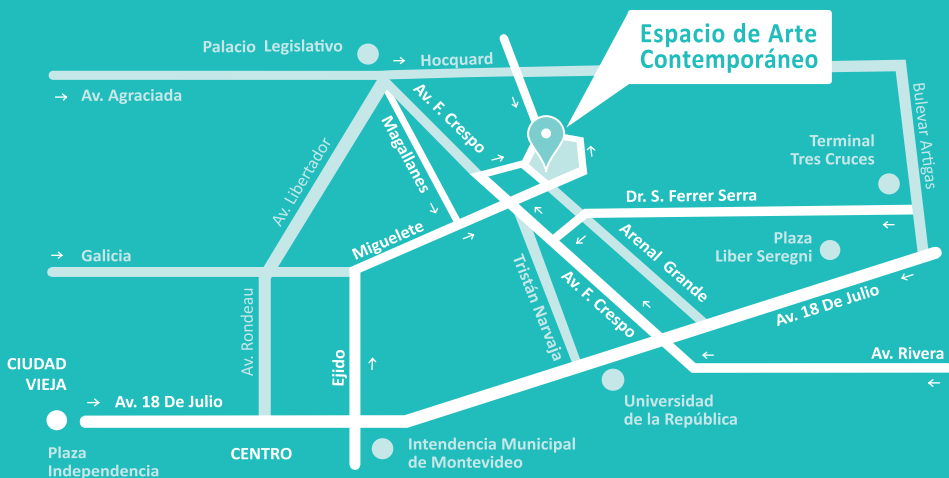 Espacio de Arte
Contemporáneo
Palacio Legislativo
Hocquard
Av. Agraciada
Av. F. Crespo
Magallanes
Bulevar Artigas
Terminal
Tres Cruces
Av. Libertador
Dr. S. Ferrer Serra
Miguelete
Galicia
Arenal Grande
Plaza
Liber Seregni
Tristán Narvaja
Av. F. Crespo
Av. 18 De Julio
Av. Rondeau
Ejido
Av. Rivera
CIUDAD
VIEJA
Av. 18 De Julio
Universidad
de la República
Plaza
Independencia
CENTRO
Intendencia Municipal
de Montevideo